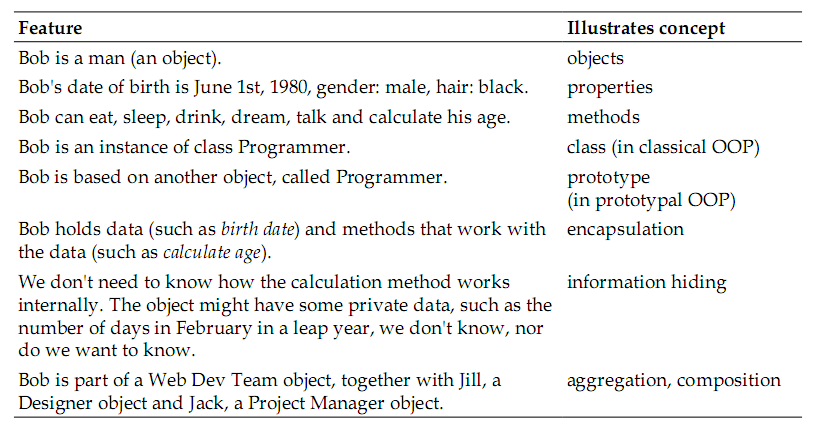 Feature Illustrates concept
Bob is a man (an object). objects
Bob's date of birth is June 1st, 1980, gender: male, hair: black. properties
Bob can eat, sleep, drink, dream, talk and calculate his age. methods
Bob is an instance of class Programmer. class (in classical OOP)
Bob is based on another object, called Programmer. prototype
(in prototypal OOP)
Bob holds data (such as birth date) and methods that work with encapsulation
the data (such as calculate age).
We don't need to know how the calculation method works information hiding
internally. The object might have some private data, such as the
number of days in February in a leap year, we don't know, nor
do we want to know.
Bob is part of a Web Dev Team object, together with Jill, a aggregation, composition
Designer object and Jack, a Project Manager object.